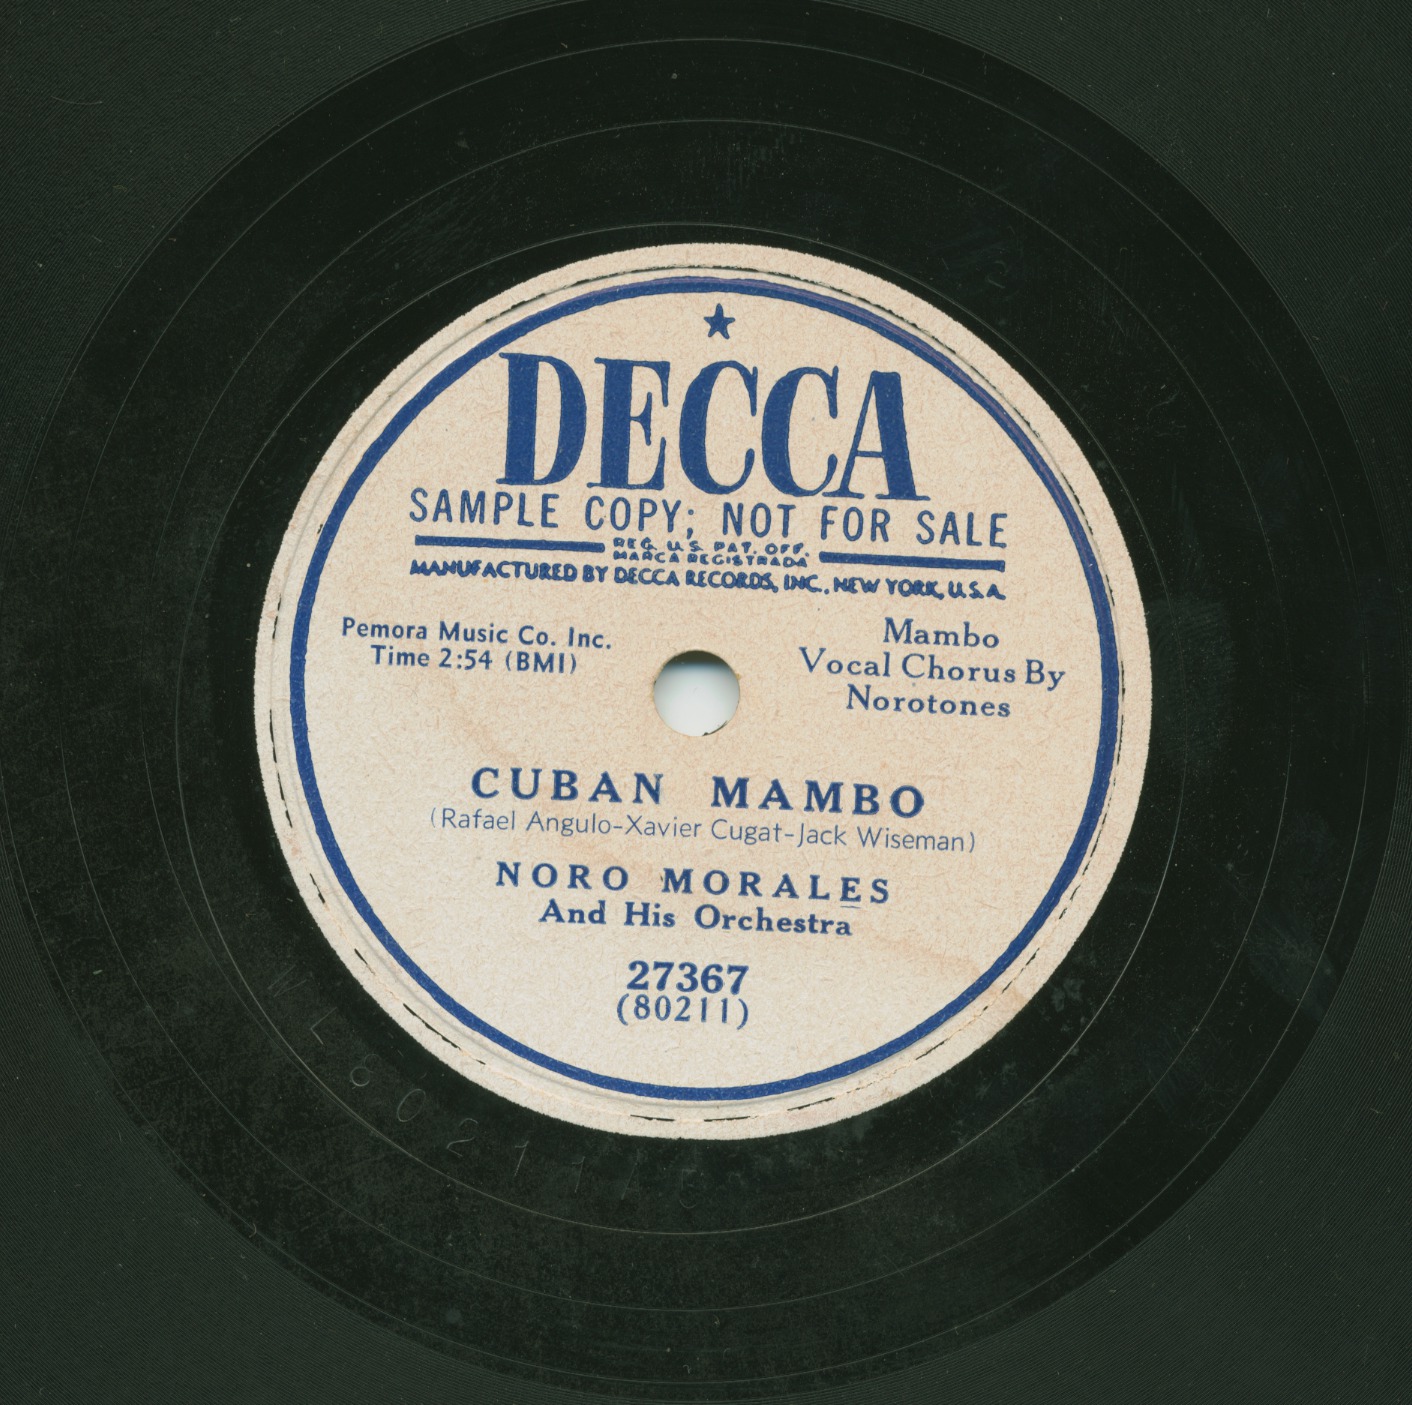 DECCA
SAMPLE COPY; NOT FOR SALE
REG. U.S. PAT. OFF.
MARCA REGISTRADA
MANUFACTURED BY DECCA RECORDS, INC., NEW YORK, U.S.A.
Pemora Music Co. Inc.
Time 2:54 (BMI)
Mambo
Vocal Chorus By
Norotones
CUBAN MAMBO
(Rafael Angulo-Xavier Cugat-Jack Wiseman)
NORO MORALES
And His Orchestra
27367
(80211)